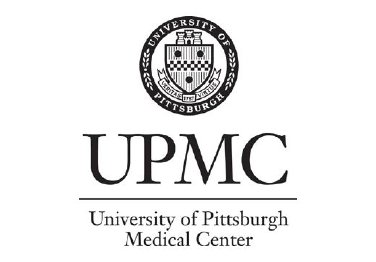 UNIVERSITY OF
PITTSBURGH
UPMC
University of Pittsburgh
Medical Center